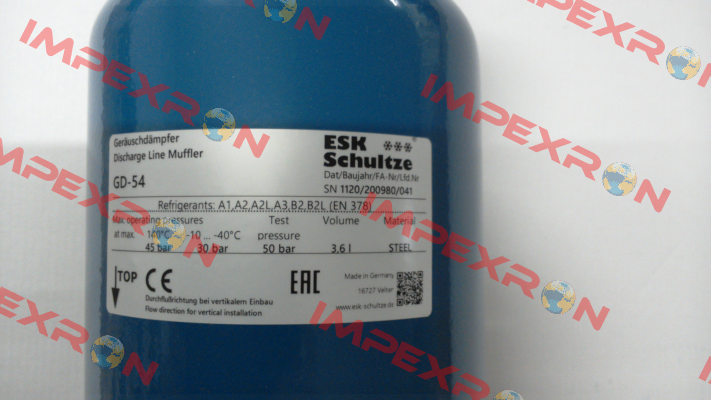 Geräuschdämpfer
Discharge Line Muffler
GD-54
ESK
Schultze
Dat/Baujahr/FA-Nr/Lfd.Nr
SN 1120/200980/041
Refrigerants: A1,A2,A2L,A3,B2,B2L (EN 378)
Max. operating pressures Test Volume Material
at max. 140°C ... -10 ... -40°C pressure
45 bar 30 bar 50 bar 3,6 l STEEL
TOP CE EAC
Made in Germany
16727 Velten
www.esk-schultze.de
Durchflußrichtung bei vertikalem Einbau
Flow direction for vertical installation
IMPEXRON
IMPEXRON
IMPEXRON
IMPEXRON
IMPEXRON
IMPEXRON